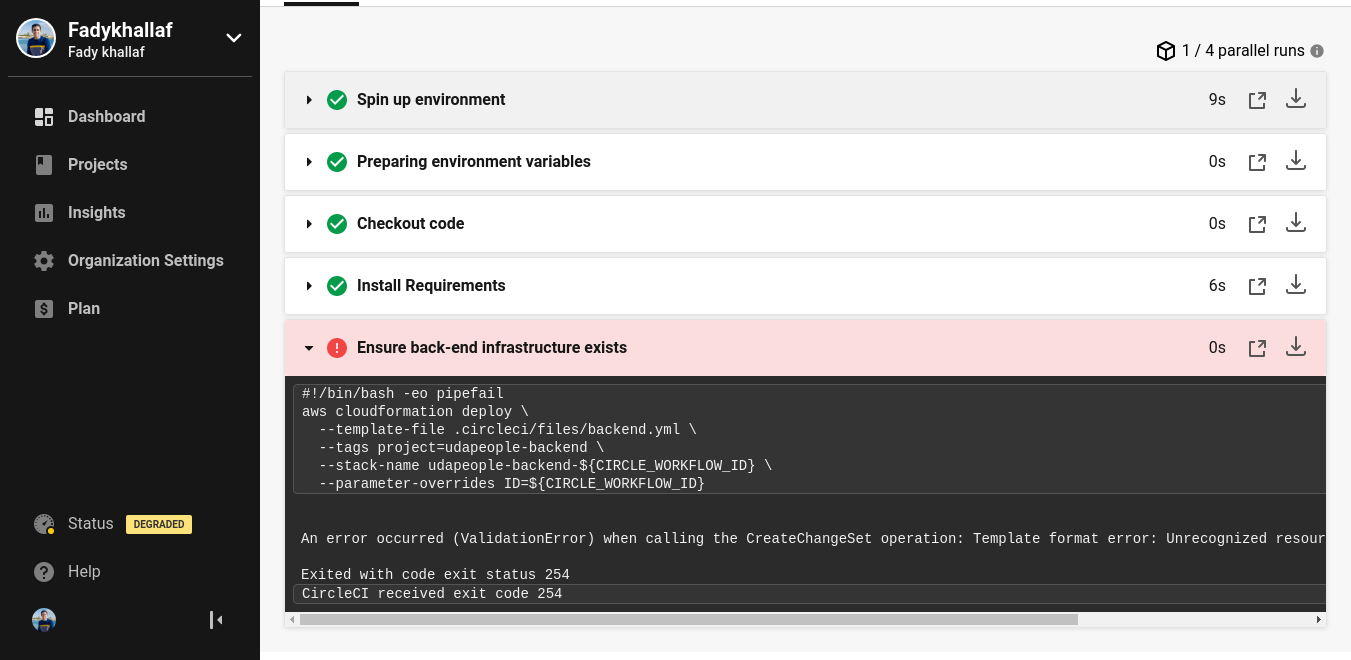 Fadykhallaf
Fady khallaf
Dashboard
Projects
Insights
Organization Settings
Plan
Status DEGRADED
Help
1 / 4 parallel runs
Spin up environment 9s
Preparing environment variables 0s
Checkout code 0s
Install Requirements 6s
Ensure back-end infrastructure exists 0s
#!/bin/bash -eo pipefail
aws cloudformation deploy \
  --template-file .circleci/files/backend.yml \
  --tags project=udapeople-backend \
  --stack-name udapeople-backend-${CIRCLE_WORKFLOW_ID} \
  --parameter-overrides ID=${CIRCLE_WORKFLOW_ID}
An error occurred (ValidationError) when calling the CreateChangeSet operation: Template format error: Unrecognized resour
Exited with code exit status 254
CircleCI received exit code 254